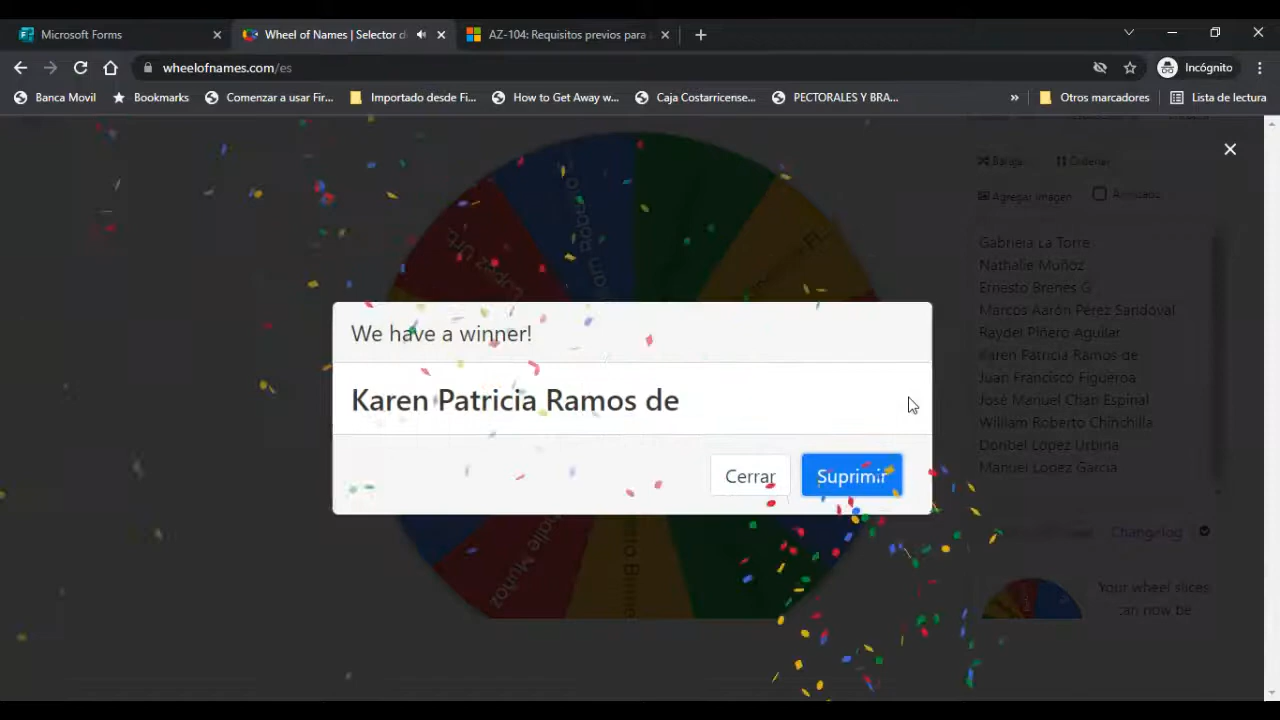 Microsoft Forms
Wheel of Names | Selector d
AZ-104: Requisitos previos para
wheelofnames.com/es
Incógnito
Banca Movil
Bookmarks
Comenzar a usar Fir...
Importado desde Fi...
How to Get Away w...
Caja Costarricense...
PECTORALES Y BRA...
»
Otros marcadores
Lista de lectura
Barajar
Ordenar
Agregar imagen
Avanzado
Gabriela La Torre
Nathalie Muñoz
Ernesto Brenes G
Marcos Aarón Pérez Sandoval
Raydel Piñero Aguilar
Karen Patricia Ramos de
Juan Francisco Figueroa
José Manuel Chan Espinal
William Roberto Chinchilla
Donbel López Urbina
Manuel Lopez Garcia
We have a winner!
Karen Patricia Ramos de
Cerrar
Suprimir
Changelog
Your wheel slices
can now be